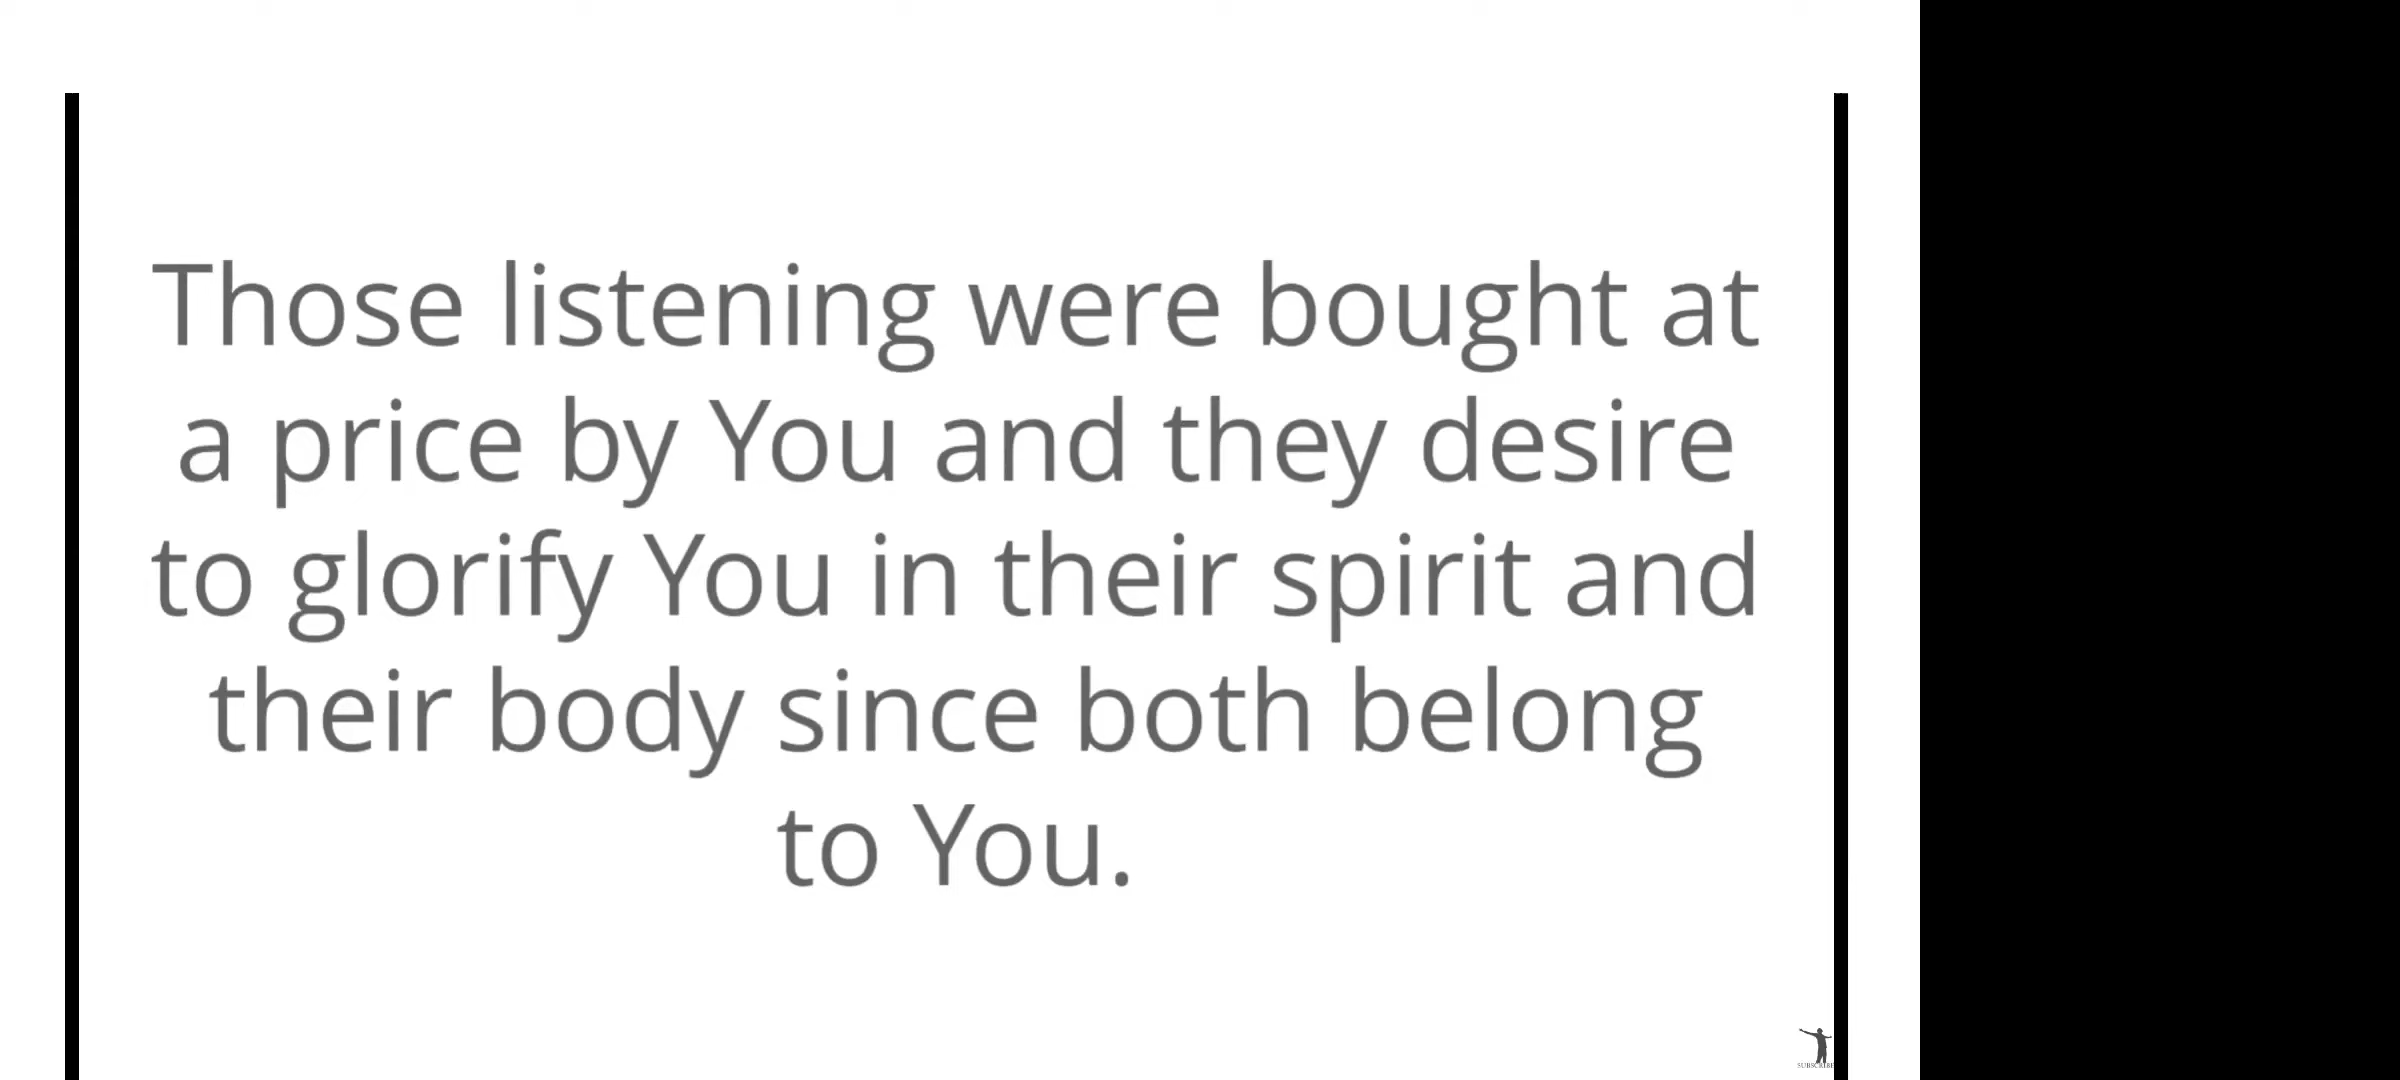 Those listening were bought at
a price by You and they desire
to glorify You in their spirit and
their body since both belong
to You.
SUBSCRIBE